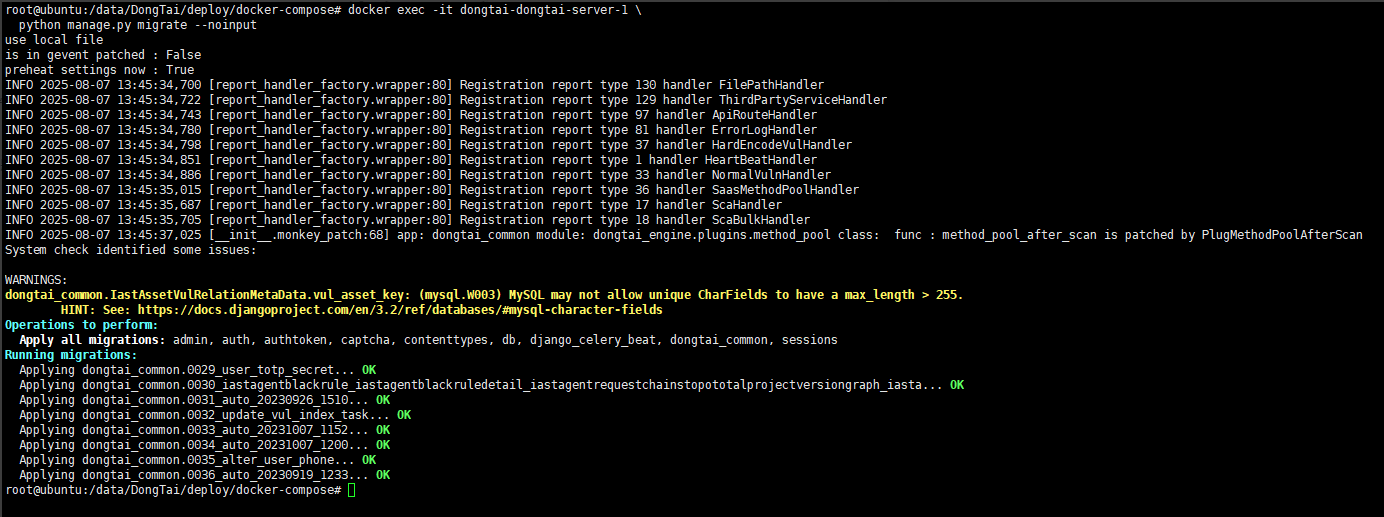 root@ubuntu:/data/DongTai/deploy/docker-compose# docker exec -it dongtai-dongtai-server-1 \
  python manage.py migrate --noinput
use local file
is in gevent patched : False
preheat settings now : True
INFO 2025-08-07 13:45:34,700 [report_handler_factory.wrapper:80] Registration report type 130 handler FilePathHandler
INFO 2025-08-07 13:45:34,722 [report_handler_factory.wrapper:80] Registration report type 129 handler ThirdPartyServiceHandler
INFO 2025-08-07 13:45:34,743 [report_handler_factory.wrapper:80] Registration report type 97 handler ApiRouteHandler
INFO 2025-08-07 13:45:34,780 [report_handler_factory.wrapper:80] Registration report type 81 handler ErrorLogHandler
INFO 2025-08-07 13:45:34,798 [report_handler_factory.wrapper:80] Registration report type 37 handler HardEncodeVulHandler
INFO 2025-08-07 13:45:34,851 [report_handler_factory.wrapper:80] Registration report type 1 handler HeartBeatHandler
INFO 2025-08-07 13:45:34,886 [report_handler_factory.wrapper:80] Registration report type 33 handler NormalVulnHandler
INFO 2025-08-07 13:45:35,015 [report_handler_factory.wrapper:80] Registration report type 36 handler SaasMethodPoolHandler
INFO 2025-08-07 13:45:35,687 [report_handler_factory.wrapper:80] Registration report type 17 handler ScaHandler
INFO 2025-08-07 13:45:35,705 [report_handler_factory.wrapper:80] Registration report type 18 handler ScaBulkHandler
INFO 2025-08-07 13:45:37,025 [__init__.monkey_patch:68] app: dongtai_common module: dongtai_engine.plugins.method_pool class:  func : method_pool_after_scan is patched by PlugMethodPoolAfterScan
System check identified some issues:

WARNINGS:
dongtai_common.IastAssetVulRelationMetaData.vul_asset_key: (mysql.W003) MySQL may not allow unique CharFields to have a max_length > 255.
        HINT: See: https://docs.djangoproject.com/en/3.2/ref/databases/#mysql-character-fields
Operations to perform:
  Apply all migrations: admin, auth, authtoken, captcha, contenttypes, db, django_celery_beat, dongtai_common, sessions
Running migrations:
  Applying dongtai_common.0029_user_totp_secret... OK
  Applying dongtai_common.0030_iastagentblackrule_iastagentblackruledetail_iastagentrequestchainstopototalprojectversiongraph_iasta... OK
  Applying dongtai_common.0031_auto_20230926_1510... OK
  Applying dongtai_common.0032_update_vul_index_task... OK
  Applying dongtai_common.0033_auto_20231007_1152... OK
  Applying dongtai_common.0034_auto_20231007_1200... OK
  Applying dongtai_common.0035_alter_user_phone... OK
  Applying dongtai_common.0036_auto_20230919_1233... OK
root@ubuntu:/data/DongTai/deploy/docker-compose#